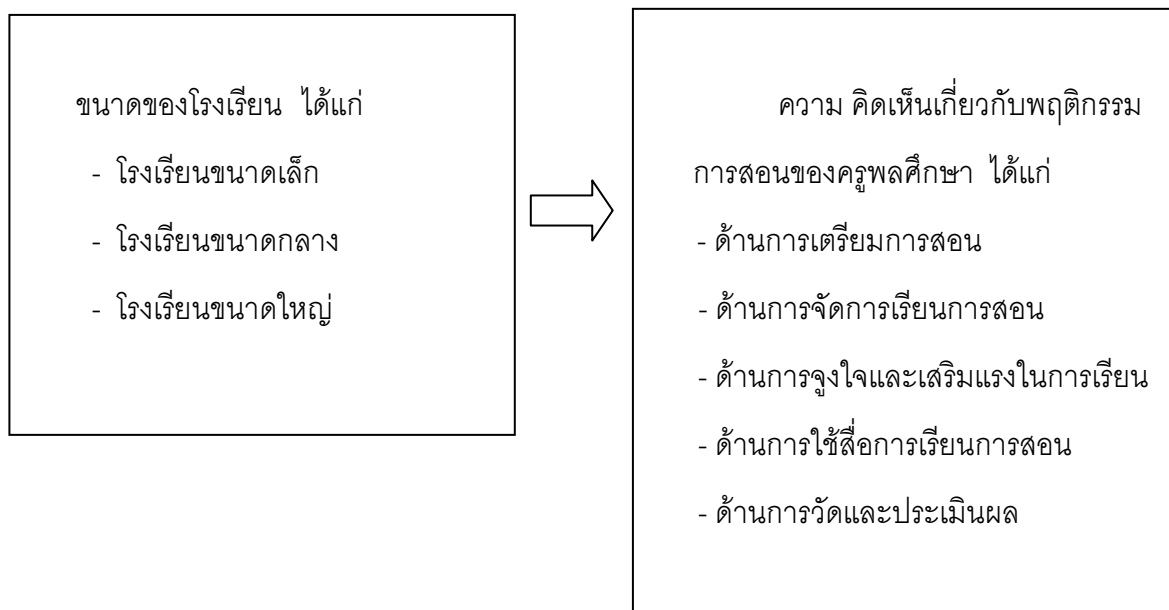 ขนาดของโรงเรียน ได้แก่
- โรงเรียนขนาดเล็ก
- โรงเรียนขนาดกลาง
- โรงเรียนขนาดใหญ่
ความ คิดเห็นเกี่ยวกับพฤติกรรม
การสอนของครูพลศึกษา ได้แก่
- ด้านการเตรียมการสอน
- ด้านการจัดการเรียนการสอน
- ด้านการจูงใจและเสริมแรงในการเรียน
- ด้านการใช้สื่อการเรียนการสอน
- ด้านการวัดและประเมินผล